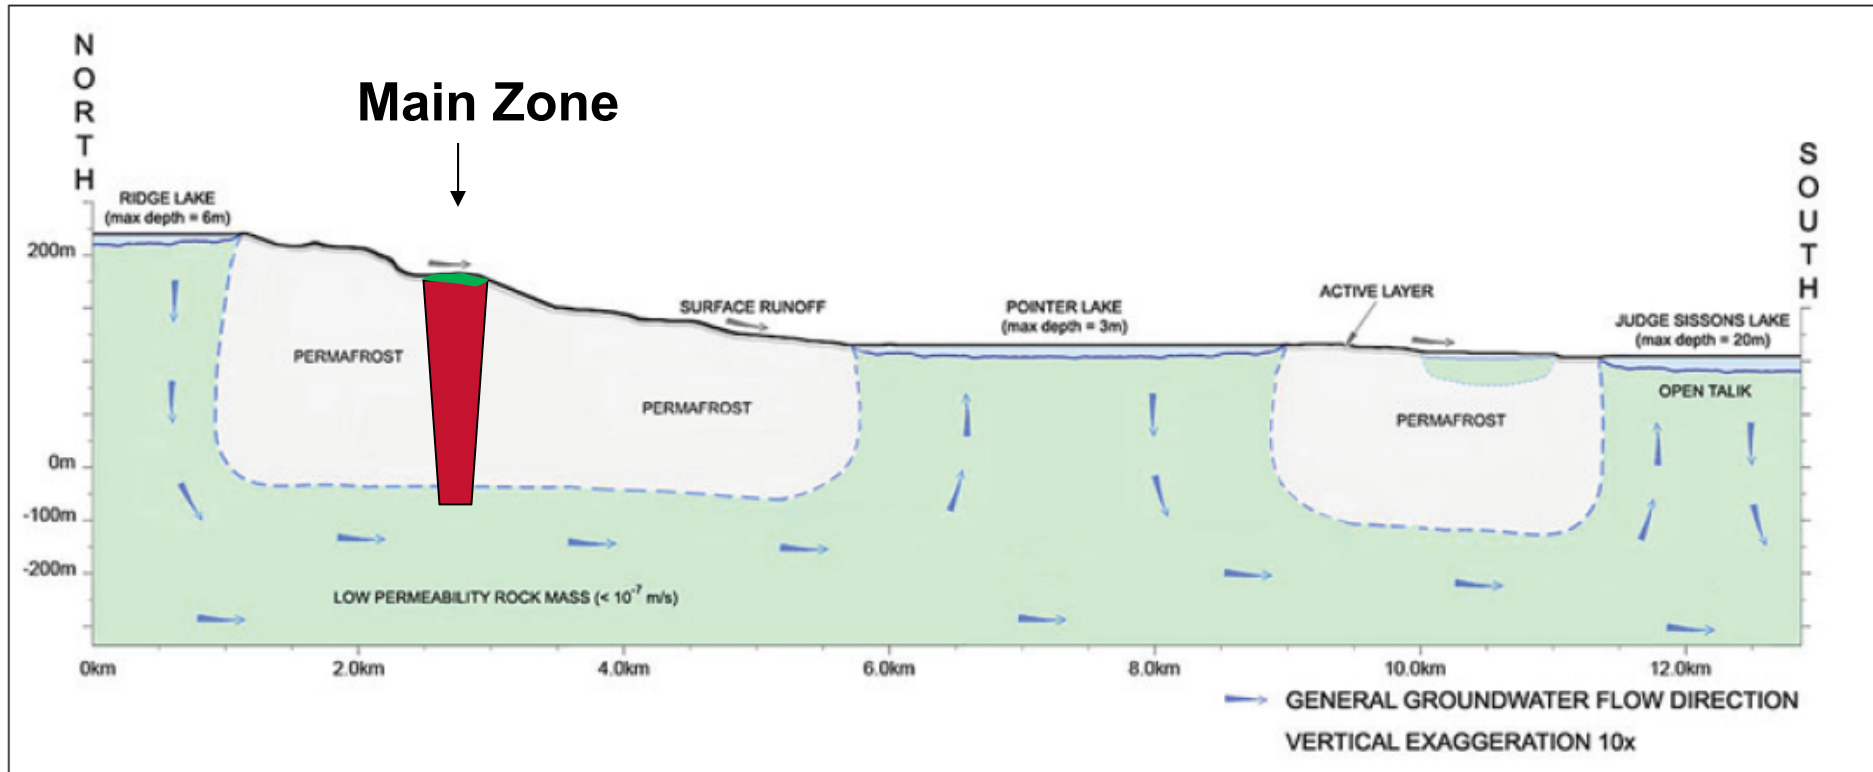 NORTH
Main Zone
SOUTH
RIDGE LAKE
(max depth = 6m)
200m
0m
-100m
-200m
PERMAFROST
PERMAFROST
SURFACE RUNOFF
POINTER LAKE
(max depth = 3m)
ACTIVE LAYER
JUDGE SISSONS LAKE
(max depth = 20m)
OPEN TALIK
PERMAFROST
LOW PERMEABILITY ROCK MASS (< 10⁻⁷ m/s)
0km
2.0km
4.0km
6.0km
8.0km
10.0km
12.0km
GENERAL GROUNDWATER FLOW DIRECTION
VERTICAL EXAGGERATION 10x